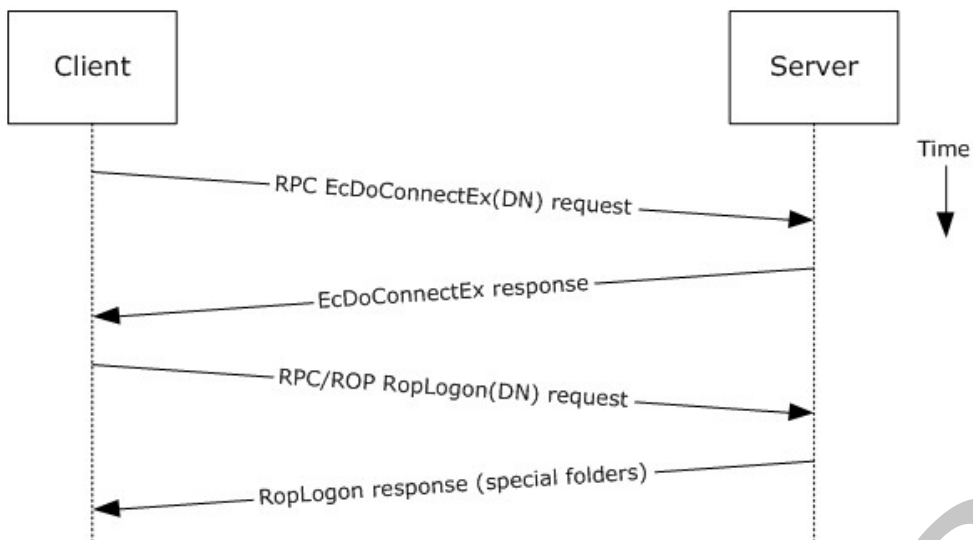 Client
Server
Time
RPC EcDoConnectEx(DN) request
EcDoConnectEx response
RPC/ROP RopLogon(DN) request
RopLogon response (special folders)